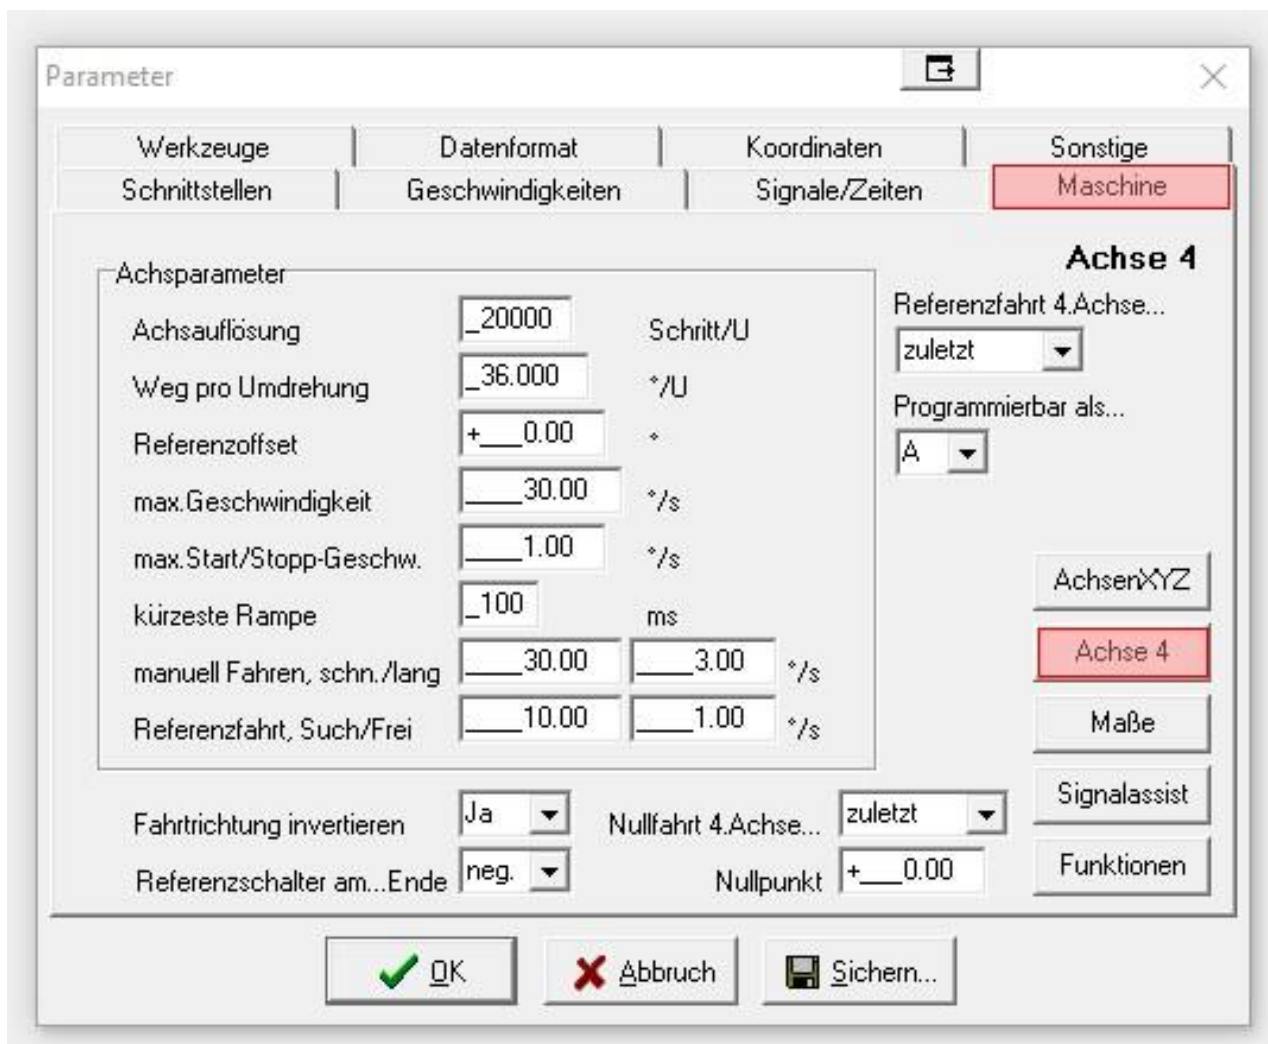 Parameter
Werkzeuge Datenformat Koordinaten Sonstige
Schnittstellen Geschwindigkeiten Signale/Zeiten Maschine
Achse 4
Achsparameter
Referenzfahrt 4.Achse...
Achsauflösung _20000 Schritt/U
zuletzt
Weg pro Umdrehung _36.000 °/U
Programmierbar als...
Referenzoffset +___0.00 °
A
max.Geschwindigkeit ____30.00 °/s
max.Start/Stopp-Geschw. ____1.00 °/s
AchsenXYZ
kürzeste Rampe _100 ms
manuell Fahren, schn./lang ____30.00 ____3.00 °/s
Achse 4
Referenzfahrt, Such/Frei ____10.00 ____1.00 °/s
Maße
Signalassist
Fahrtrichtung invertieren Ja Nullfahrt 4.Achse... zuletzt
Referenzschalter am...Ende neg. Nullpunkt +___0.00
Funktionen
OK Abbruch Sichern...